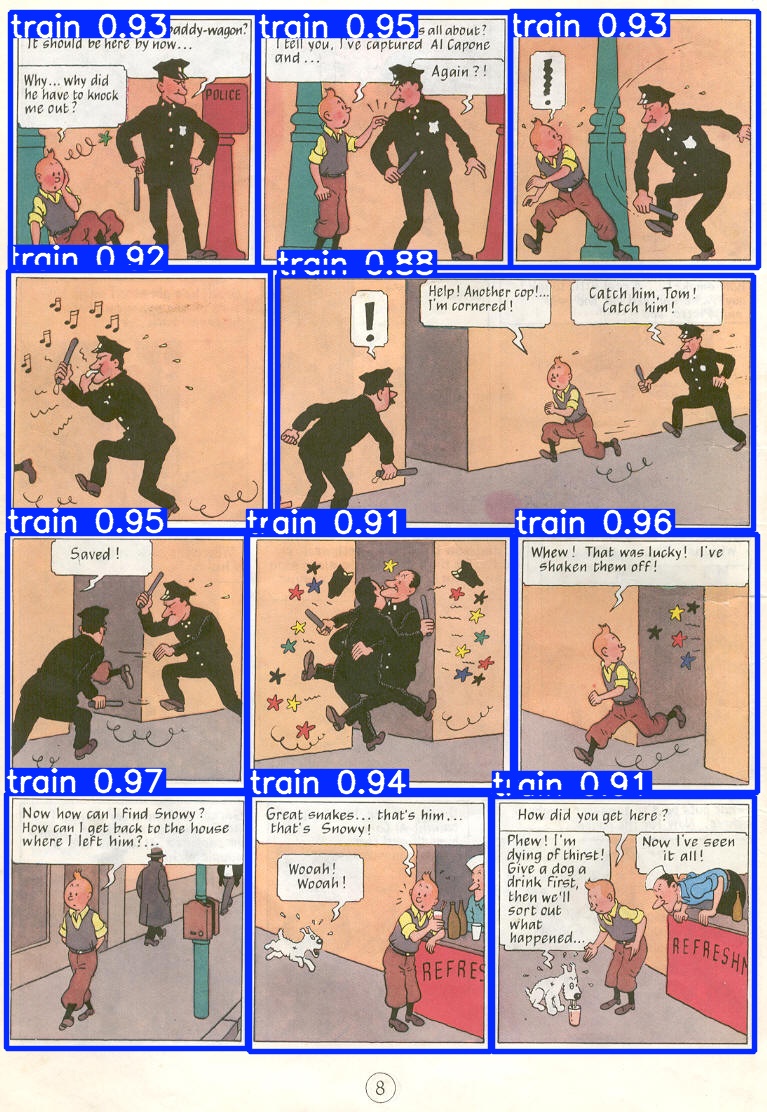 train 0.93
paddy-wagon?
It should be here by now...
Why... why did
he have to knock
me out?
POLICE
train 0.95
s all about?
I tell you, I've captured Al Capone
and ...
Again ?!
train 0.93
train 0.92
train 0.88
!
Help! Another cop!...
I'm cornered!
Catch him, Tom!
Catch him!
train 0.95
Saved!
train 0.91
train 0.96
Whew! That was lucky! I've
shaken them off!
train 0.97
Now how can I find Snowy?
How can I get back to the house
where I left him?...
train 0.94
Great snakes... that's him...
that's Snowy!
Wooah!
Wooah!
REFRES
train 0.91
How did you get here?
Phew! I'm
dying of thirst!
Give a dog a
drink first,
then we'll
sort out
what
happened...
Now I've seen
it all!
REFRESHM
8